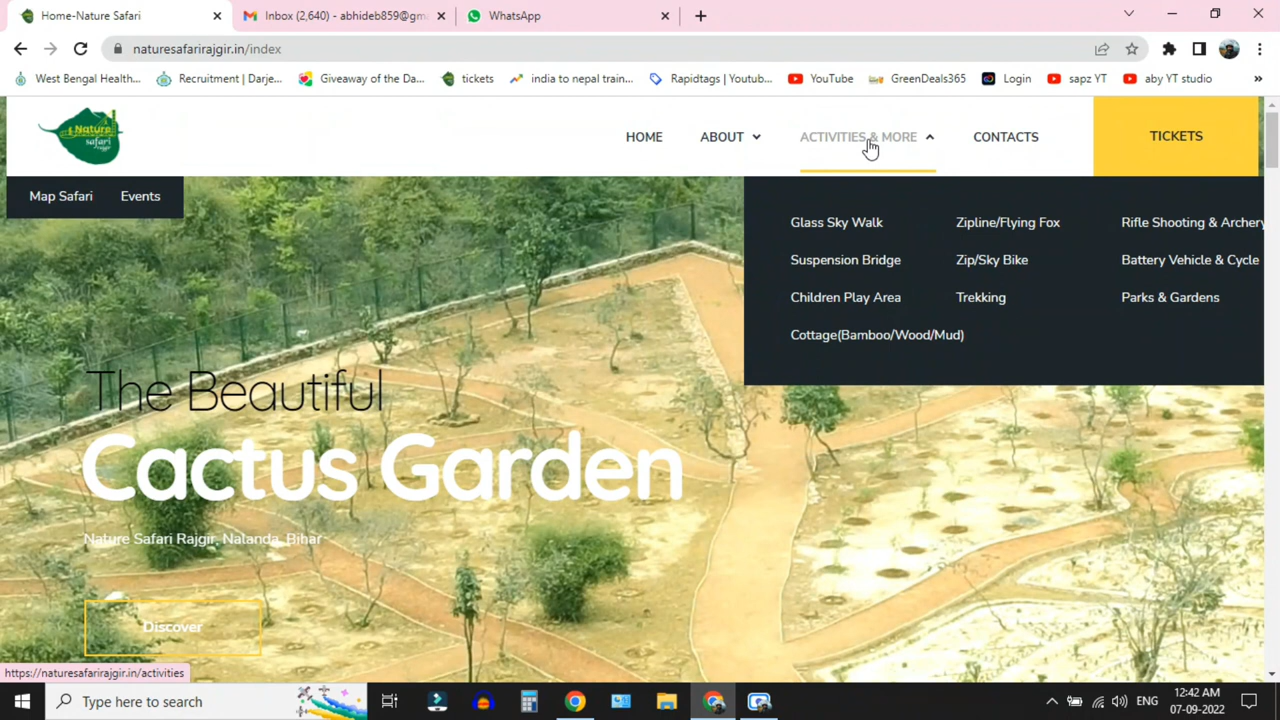 Home-Nature Safari
Inbox (2,640) - abhideb859@gm
WhatsApp
naturesafarirajgir.in/index
West Bengal Health...
Recruitment | Darje...
Giveaway of the Da...
tickets
india to nepal train...
Rapidtags | Youtub...
YouTube
GreenDeals365
Login
sapz YT
aby YT studio
»
Nature
safari
rajgir
HOME
ABOUT
ACTIVITIES & MORE
CONTACTS
TICKETS
Map Safari
Events
Glass Sky Walk
Zipline/Flying Fox
Rifle Shooting & Archery
Suspension Bridge
Zip/Sky Bike
Battery Vehicle & Cycle
Children Play Area
Trekking
Parks & Gardens
Cottage(Bamboo/Wood/Mud)
The Beautiful
Cactus Garden
Nature Safari Rajgir, Nalanda, Bihar
Discover
https://naturesafarirajgir.in/activities
Type here to search
ENG
12:42 AM
07-09-2022